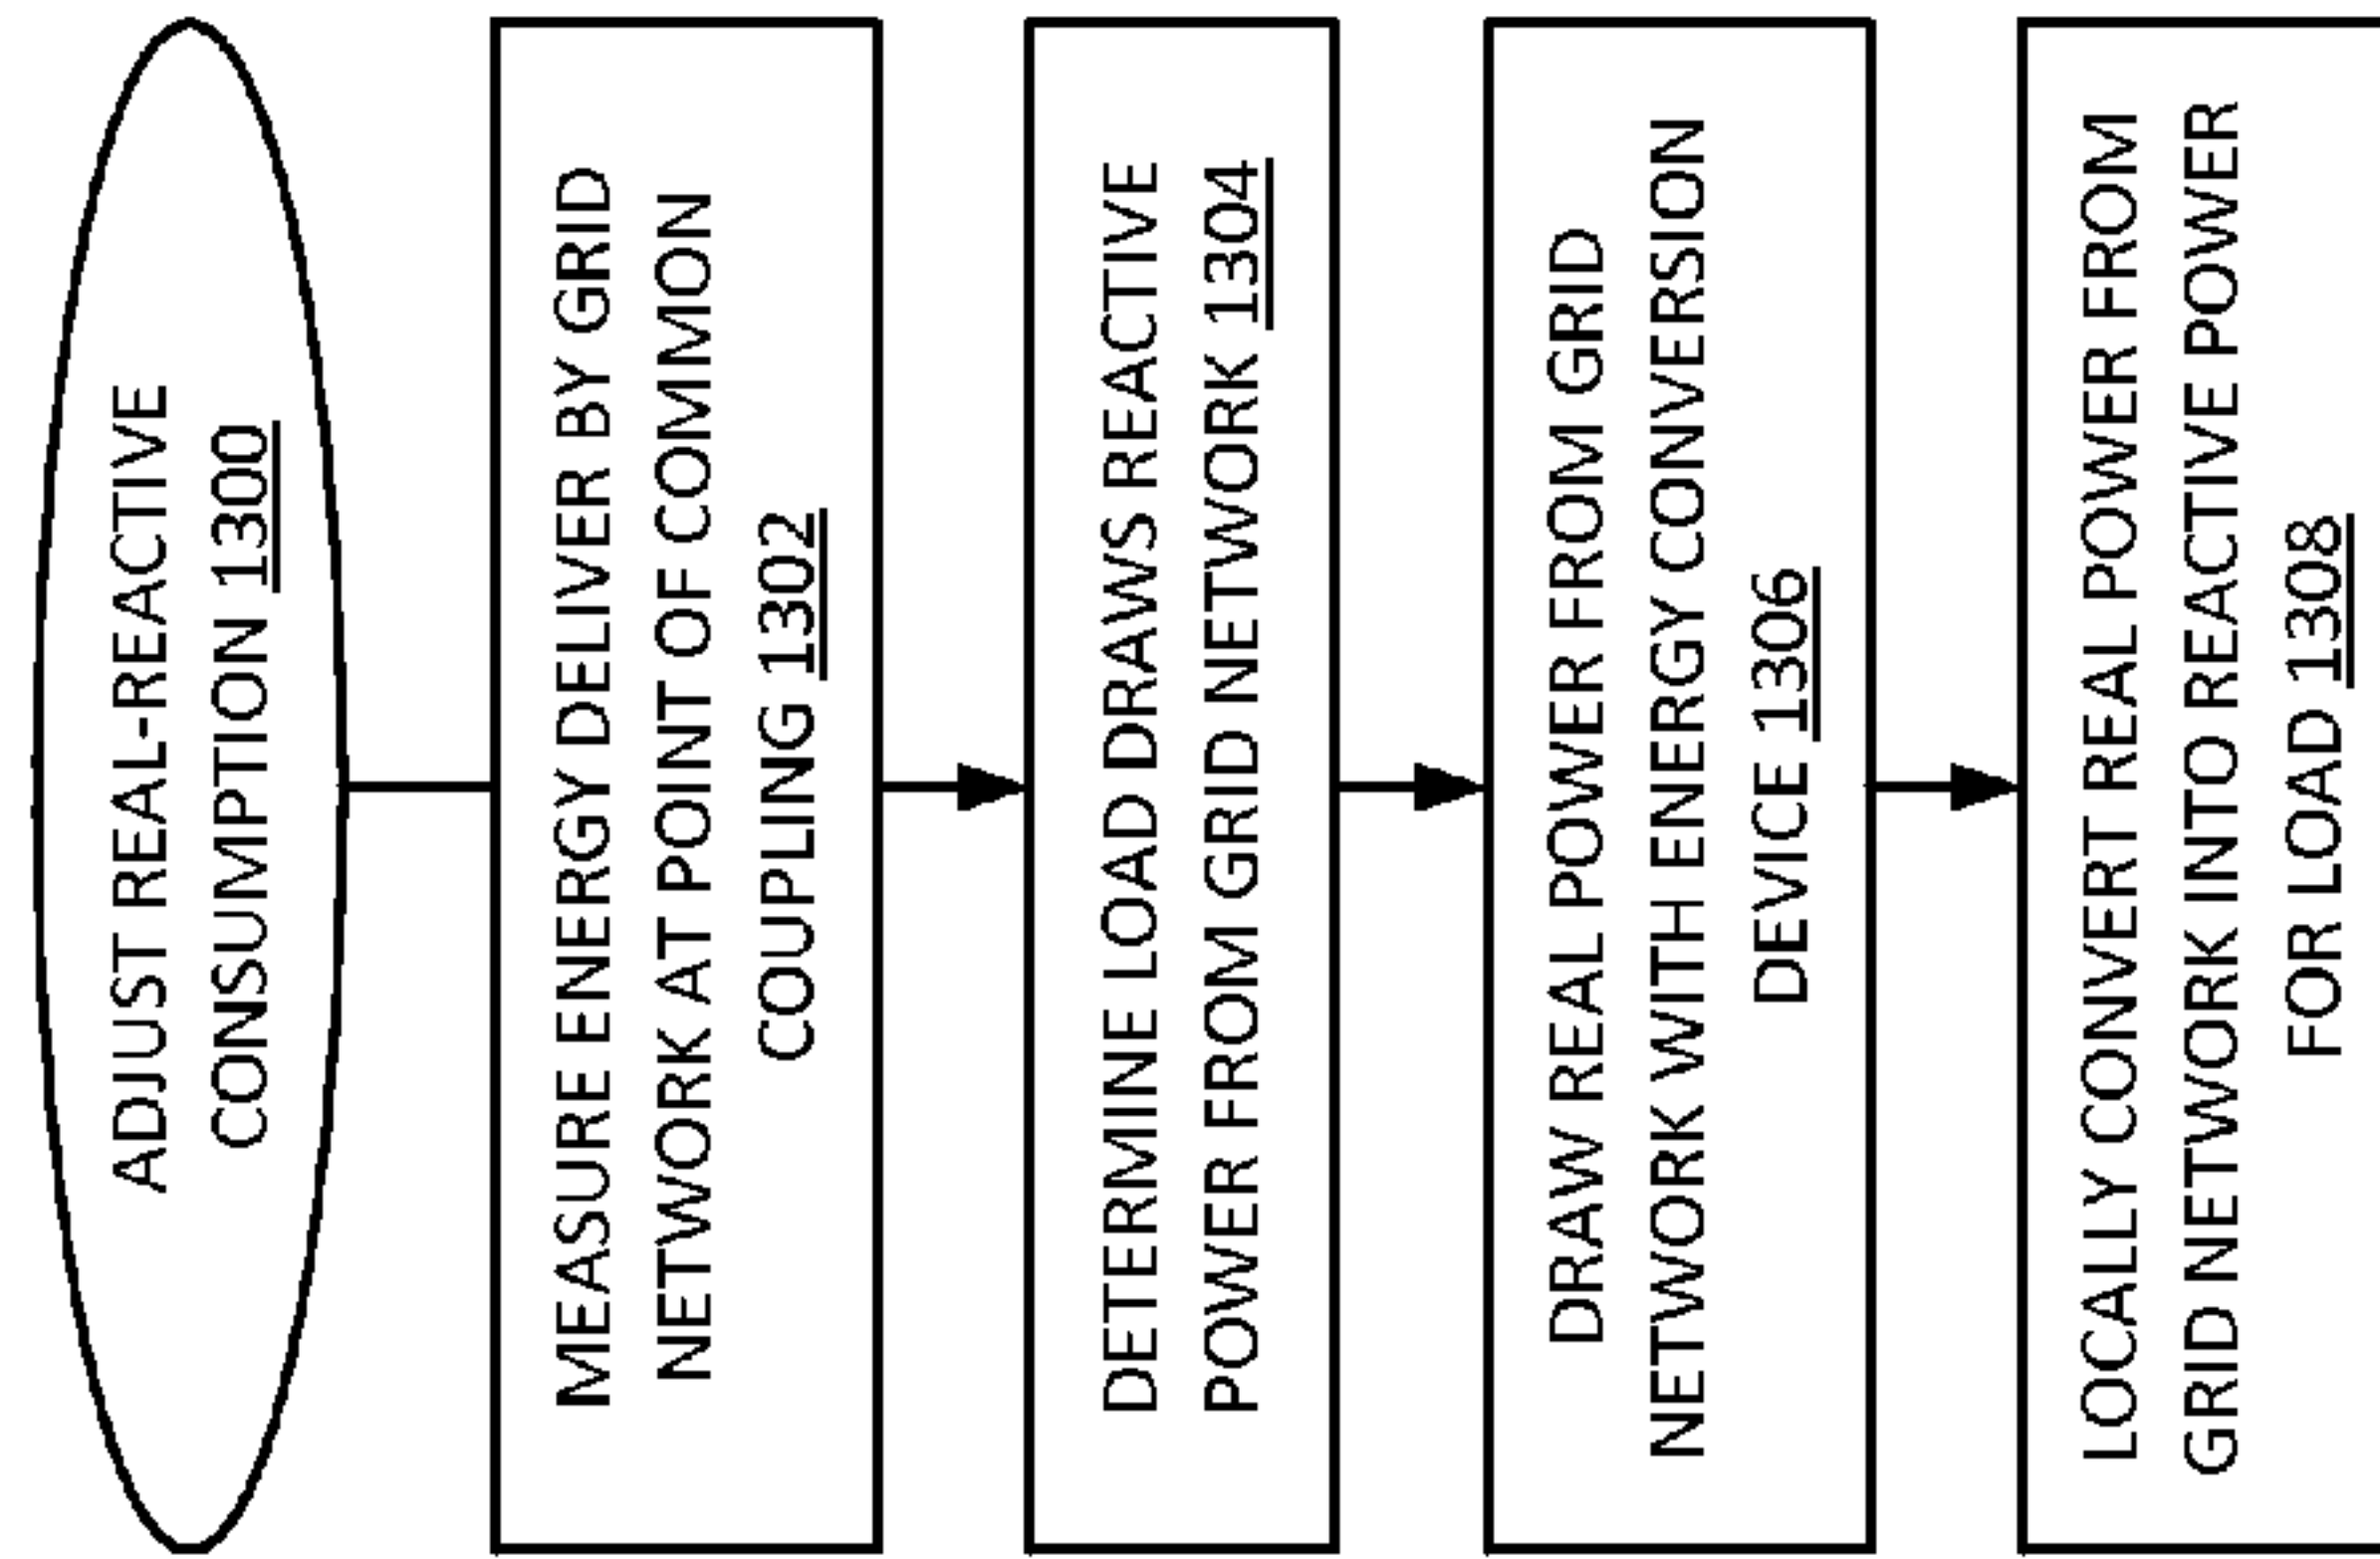 ADJUST REAL-REACTIVE
CONSUMPTION 1300
MEASURE ENERGY DELIVER BY GRID
NETWORK AT POINT OF COMMON
COUPLING 1302
DETERMINE LOAD DRAWS REACTIVE
POWER FROM GRID NETWORK 1304
DRAW REAL POWER FROM GRID
NETWORK WITH ENERGY CONVERSION
DEVICE 1306
LOCALLY CONVERT REAL POWER FROM
GRID NETWORK INTO REACTIVE POWER
FOR LOAD 1308